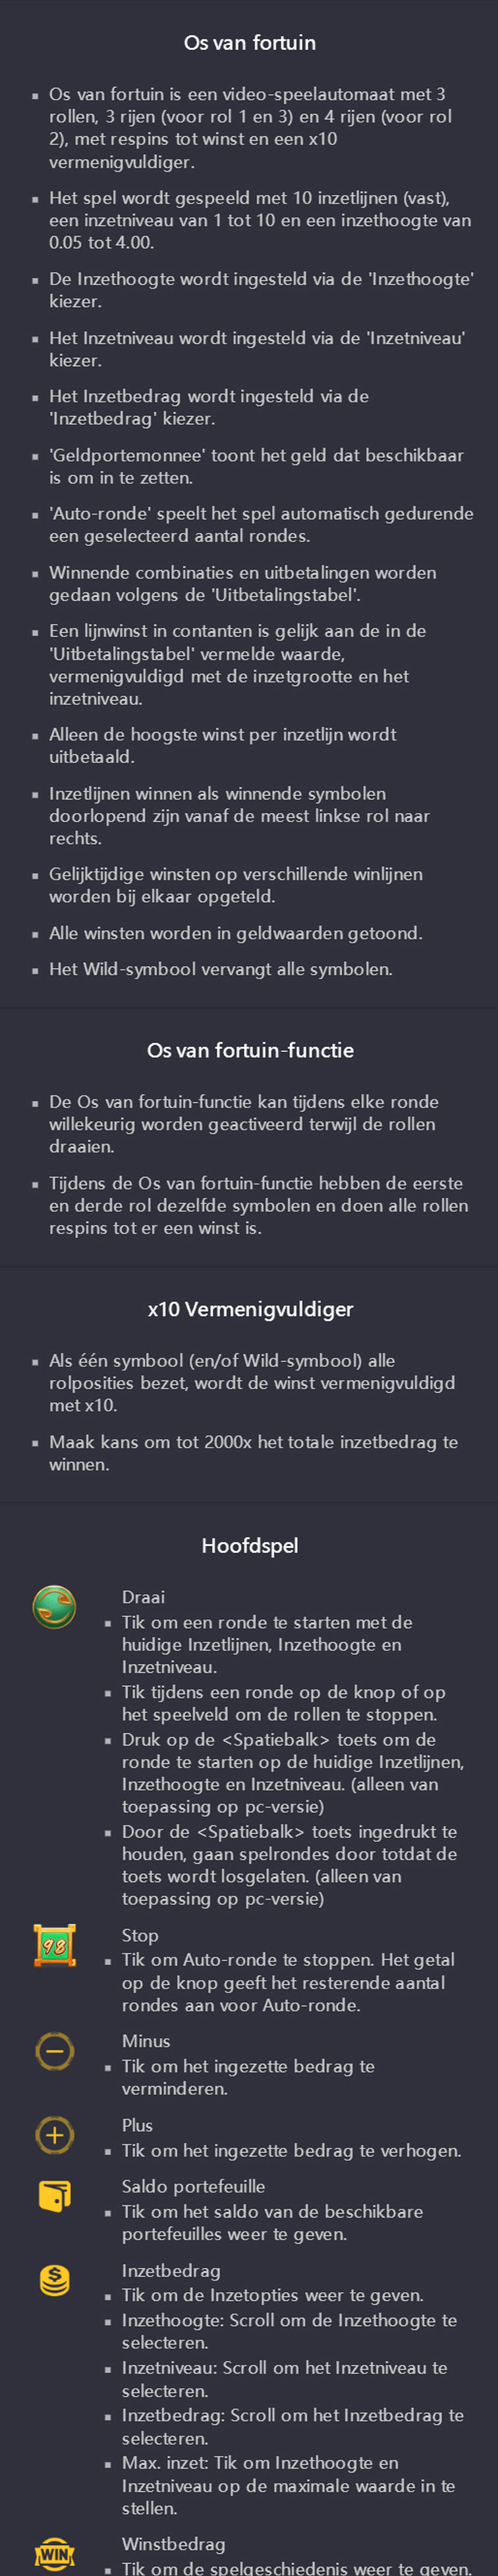 Os van fortuin
Os van fortuin is een video-speelautomaat met 3
rollen, 3 rijen (voor rol 1 en 3) en 4 rijen (voor rol
2), met respins tot winst en een x10
vermenigvuldiger.
Het spel wordt gespeeld met 10 inzetlijnen (vast),
een inzetniveau van 1 tot 10 en een inzethoogte van
0.05 tot 4.00.
De Inzethoogte wordt ingesteld via de 'Inzethoogte'
kiezer.
Het Inzetniveau wordt ingesteld via de 'Inzetniveau'
kiezer.
Het Inzetbedrag wordt ingesteld via de
'Inzetbedrag' kiezer.
'Geldportemonnee' toont het geld dat beschikbaar
is om in te zetten.
'Auto-ronde' speelt het spel automatisch gedurende
een geselecteerd aantal rondes.
Winnende combinaties en uitbetalingen worden
gedaan volgens de 'Uitbetalingstabel'.
Een lijnwinst in contanten is gelijk aan de in de
'Uitbetalingstabel' vermelde waarde,
vermenigvuldigd met de inzetgrootte en het
inzetniveau.
Alleen de hoogste winst per inzetlijn wordt
uitbetaald.
Inzetlijnen winnen als winnende symbolen
doorlopend zijn vanaf de meest linkse rol naar
rechts.
Gelijktijdige winsten op verschillende winlijnen
worden bij elkaar opgeteld.
Alle winsten worden in geldwaarden getoond.
Het Wild-symbool vervangt alle symbolen.
Os van fortuin-functie
De Os van fortuin-functie kan tijdens elke ronde
willekeurig worden geactiveerd terwijl de rollen
draaien.
Tijdens de Os van fortuin-functie hebben de eerste
en derde rol dezelfde symbolen en doen alle rollen
respins tot er een winst is.
x10 Vermenigvuldiger
Als één symbool (en/of Wild-symbool) alle
rolposities bezet, wordt de winst vermenigvuldigd
met x10.
Maak kans om tot 2000x het totale inzetbedrag te
winnen.
Hoofdspel
Draai
Tik om een ronde te starten met de
huidige Inzetlijnen, Inzethoogte en
Inzetniveau.
Tik tijdens een ronde op de knop of op
het speelveld om de rollen te stoppen.
Druk op de <Spatiebalk> toets om de
ronde te starten op de huidige Inzetlijnen,
Inzethoogte en Inzetniveau. (alleen van
toepassing op pc-versie)
Door de <Spatiebalk> toets ingedrukt te
houden, gaan spelrondes door totdat de
toets wordt losgelaten. (alleen van
toepassing op pc-versie)
98
Stop
Tik om Auto-ronde te stoppen. Het getal
op de knop geeft het resterende aantal
rondes aan voor Auto-ronde.
Minus
Tik om het ingezette bedrag te
verminderen.
Plus
Tik om het ingezette bedrag te verhogen.
Saldo portefeuille
Tik om het saldo van de beschikbare
portefeuilles weer te geven.
Inzetbedrag
Tik om de Inzetopties weer te geven.
Inzethoogte: Scroll om de Inzethoogte te
selecteren.
Inzetniveau: Scroll om het Inzetniveau te
selecteren.
Inzetbedrag: Scroll om het Inzetbedrag te
selecteren.
Max. inzet: Tik om Inzethoogte en
Inzetniveau op de maximale waarde in te
stellen.
WIN
Winstbedrag
Tik om de spelgeschiedenis weer te geven.